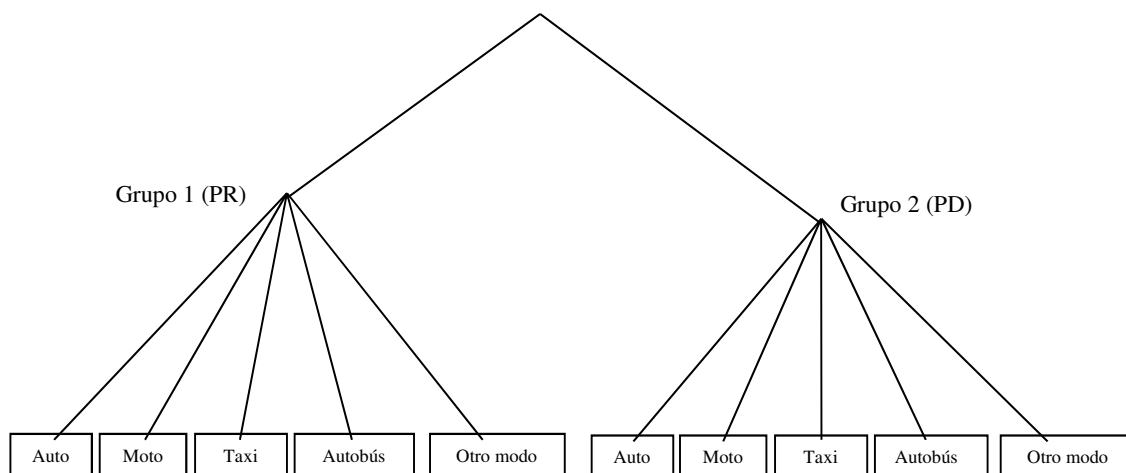 Grupo 1 (PR)
Grupo 2 (PD)
Auto Moto Taxi Autobús Otro modo Auto Moto Taxi Autobús Otro modo